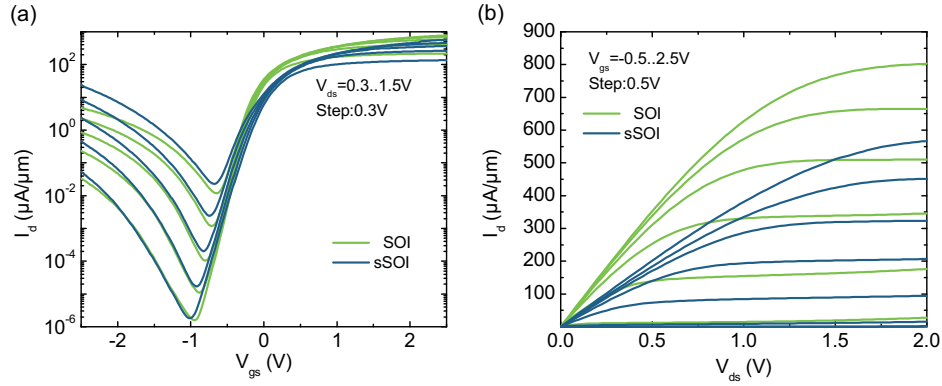 (a)
10²
10⁰
10⁻²
10⁻⁴
10⁻⁶
I_d (µA/µm)
V_ds=0.3..1.5V
Step:0.3V
SOI
sSOI
-2 -1 0 1 2
V_gs (V)
(b)
900
800
700
600
500
400
300
200
100
I_d (µA/µm)
V_gs=-0.5..2.5V
Step:0.5V
SOI
sSOI
0.0 0.5 1.0 1.5 2.0
V_ds (V)